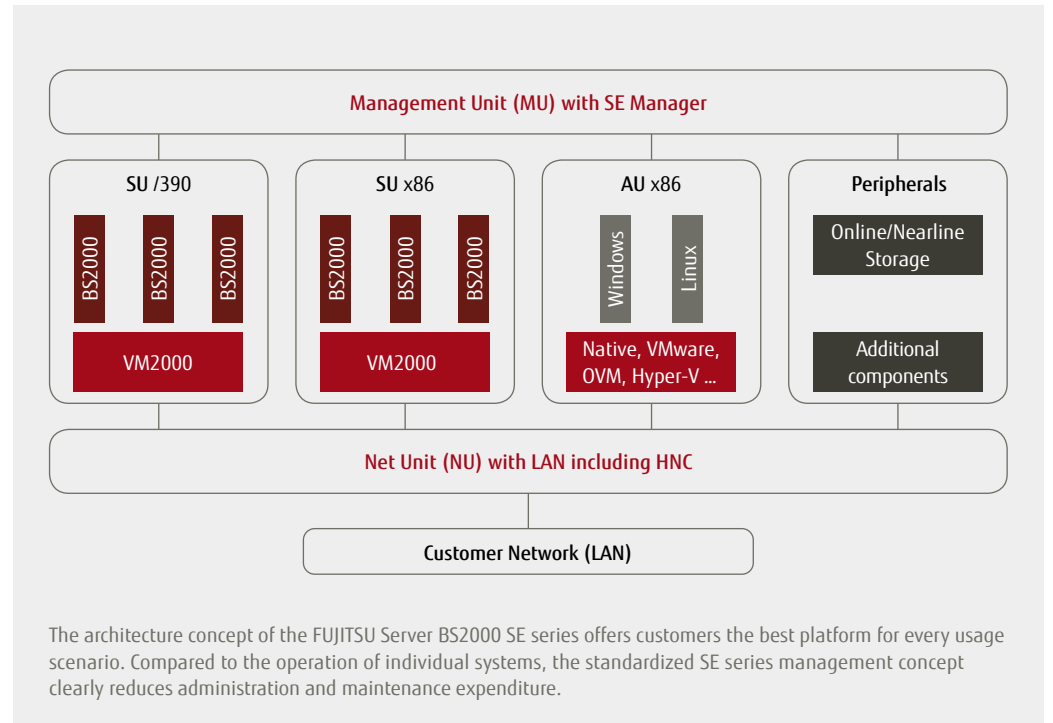 Management Unit (MU) with SE Manager
SU /390
BS2000
BS2000
BS2000
VM2000
SU x86
BS2000
BS2000
BS2000
VM2000
AU x86
Windows
Linux
Native, VMware,
OVM, Hyper-V ...
Peripherals
Online/Nearline
Storage
Additional
components
Net Unit (NU) with LAN including HNC
Customer Network (LAN)
The architecture concept of the FUJITSU Server BS2000 SE series offers customers the best platform for every usage
scenario. Compared to the operation of individual systems, the standardized SE series management concept
clearly reduces administration and maintenance expenditure.